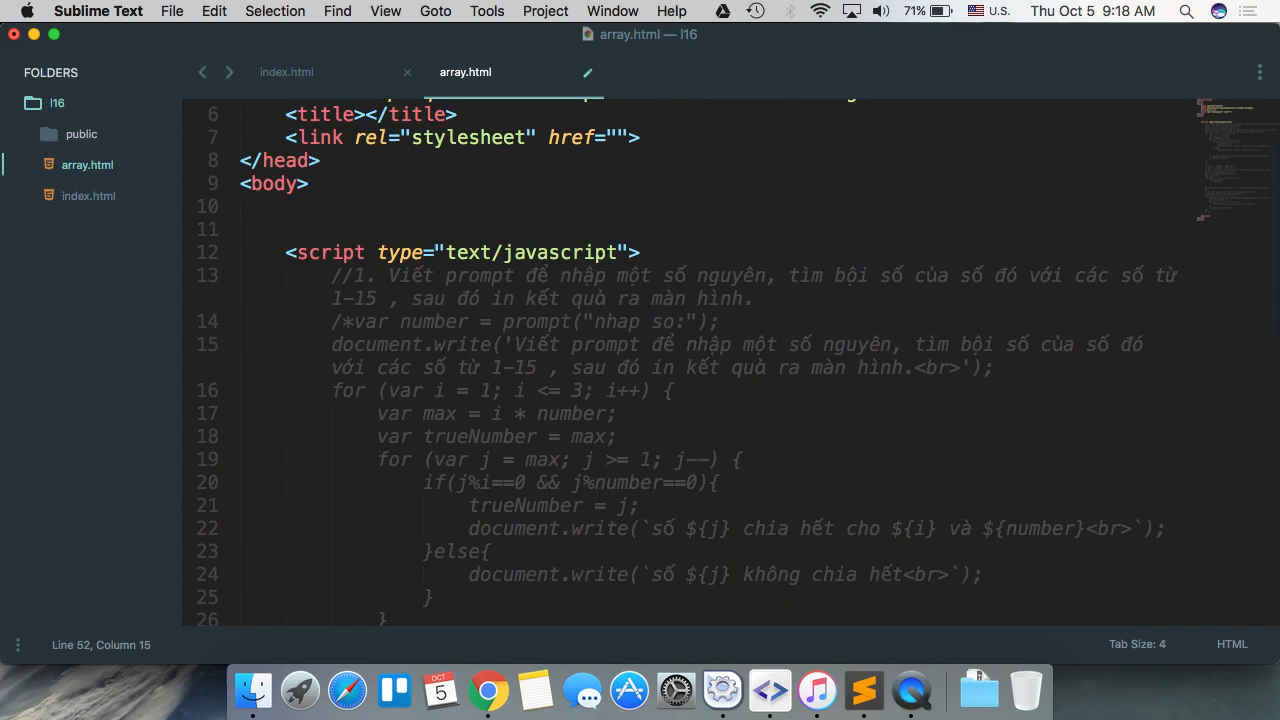 Sublime Text File Edit Selection Find View Goto Tools Project Window Help 71% U.S. Thu Oct 5 9:18 AM
array.html — l16
FOLDERS
l16
public
array.html
index.html
index.html × array.html
6 <title></title>
7 <link rel="stylesheet" href="">
8 </head>
9 <body>
10
11
12 <script type="text/javascript">
13 //1. Viết prompt để nhập một số nguyên, tìm bội số của số đó với các số từ
1-15 , sau đó in kết quả ra màn hình.
14 /*var number = prompt("nhap so:");
15 document.write('Viết prompt để nhập một số nguyên, tìm bội số của số đó
với các số từ 1-15 , sau đó in kết quả ra màn hình.<br>');
16 for (var i = 1; i <= 3; i++) {
17 var max = i * number;
18 var trueNumber = max;
19 for (var j = max; j >= 1; j--) {
20 if(j%i==0 && j%number==0){
21 trueNumber = j;
22 document.write(`số ${j} chia hết cho ${i} và ${number}<br>`);
23 }else{
24 document.write(`số ${j} không chia hết<br>`);
25 }
26 }
Line 52, Column 15 Tab Size: 4 HTML
OCT
5